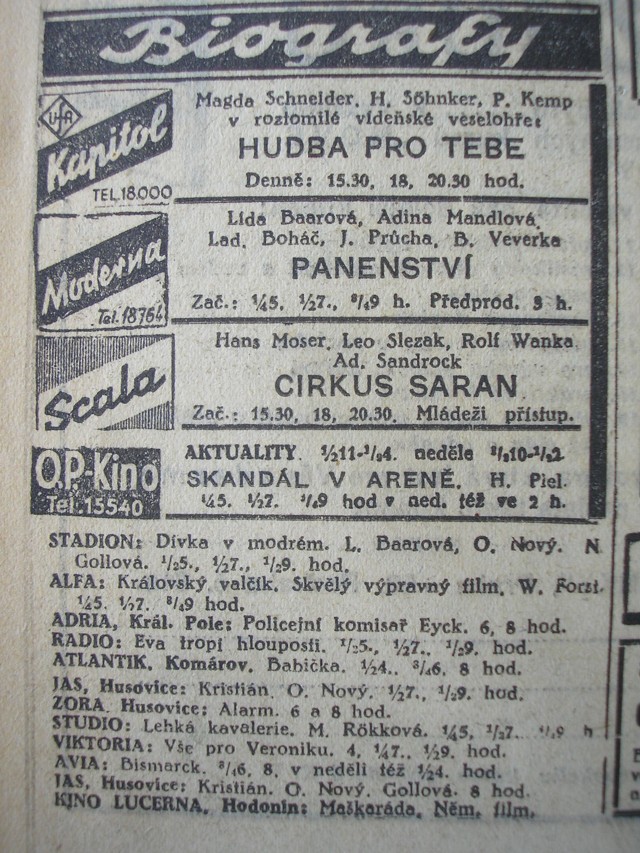 Biografy
UFA
Kapitol
TEL. 18.000
Magda Schneider, H. Söhnker, P. Kemp
v roztomilé vídeňské veselohře:
HUDBA PRO TEBE
Denně: 15.30, 18, 20.30 hod.
Moderna
Tel. 18764
Lída Baarová, Adina Mandlová,
Lad. Boháč, J. Průcha, B. Veverka
PANENSTVÍ
Zač.: ¼5, ½7., ¾9 h. Předprod. 3 h.
Scala
Hans Moser, Leo Slezak, Rolf Wanka
Ad. Sandrock
CIRKUS SARAN
Zač.: 15.30, 18, 20.30. Mládeži přístup.
O.P.-Kino
Tel. 15540
AKTUALITY. ½11-¾4. neděle
SKANDÁL V ARENĚ. H. Piel.
¼5. ½7. ¾9 hod v ned. též ve 2 h.
STADION: Dívka v modrém. L. Baarová, O. Nový. N
Gollová. ½5., ½7., ½9. hod.
ALFA: Královský valčík. Skvělý výpravný film. W. Forst.
¼5. ½7. ¾9 hod.
ADRIA, Král. Pole: Policejní komisař Eyck. 6, 8 hod.
RADIO: Eva tropí hlouposti. ½5., ½7., ½9. hod.
ATLANTIK, Komárov. Babička. ½4., ¾6, 8 hod.
JAS, Husovice: Kristián. O. Nový. ½7., ½9. hod.
ZORA, Husovice: Alarm. 6 a 8 hod.
STUDIO: Lehká kavalerie. M. Rökková. ¼5, ½7. h
VIKTORIA: Vše pro Veroniku. 4, ¼7., ½9. hod.
AVIA: Bismarck. ¾6, 8, v neděli též ½4. hod.
JAS, Husovice: Kristián. O. Nový. Gollová. 8 hod.
KINO LUCERNA, Hodonín: Maškaráda. Něm. film.